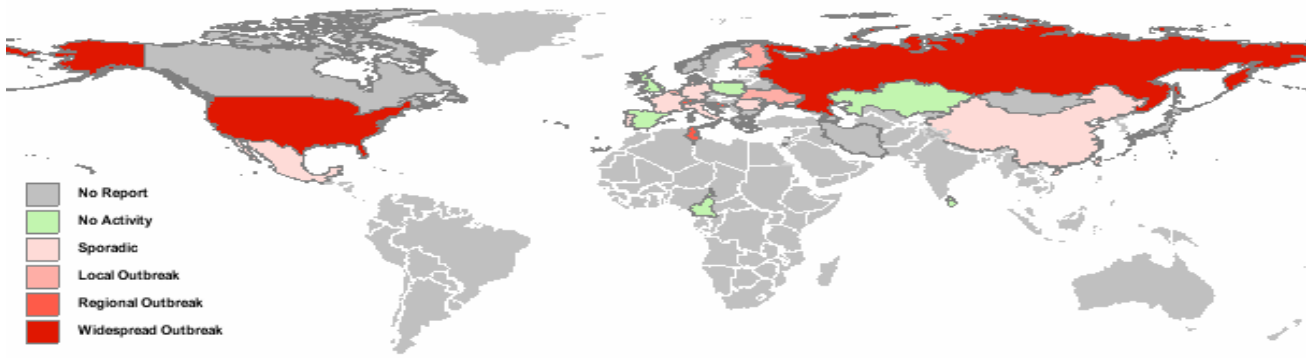 No Report
No Activity
Sporadic
Local Outbreak
Regional Outbreak
Widespread Outbreak